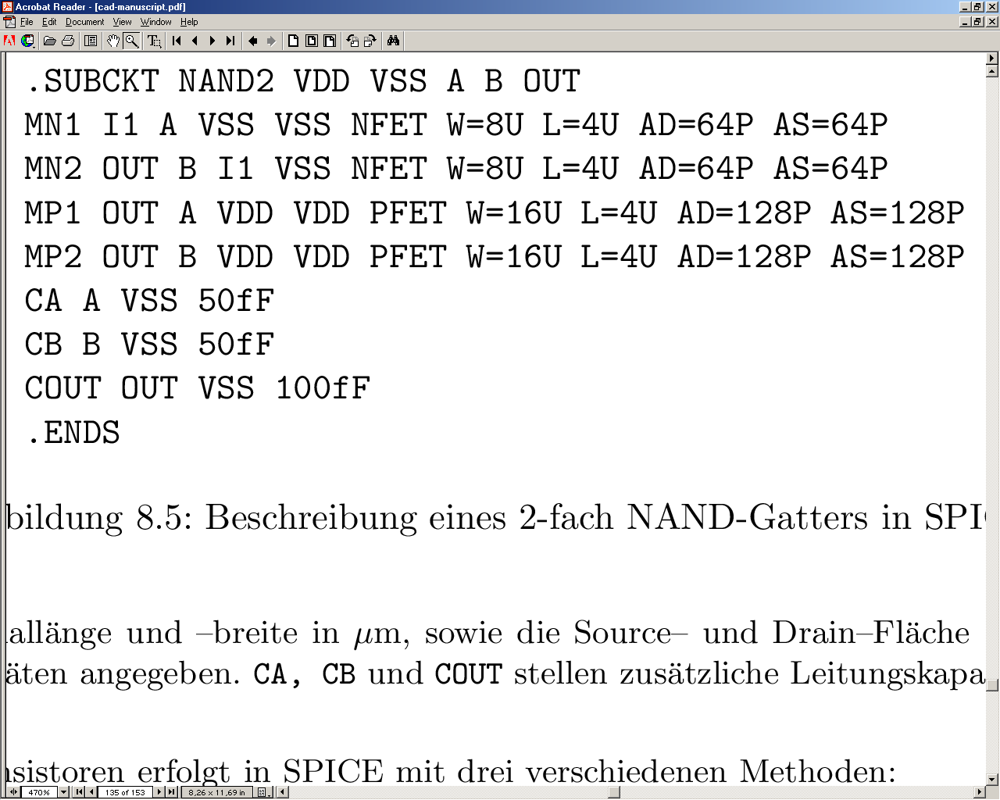 Acrobat Reader - [cad-manuscript.pdf]
File Edit Document View Window Help
.SUBCKT NAND2 VDD VSS A B OUT
MN1 I1 A VSS VSS NFET W=8U L=4U AD=64P AS=64P
MN2 OUT B I1 VSS NFET W=8U L=4U AD=64P AS=64P
MP1 OUT A VDD VDD PFET W=16U L=4U AD=128P AS=128P
MP2 OUT B VDD VDD PFET W=16U L=4U AD=128P AS=128P
CA A VSS 50fF
CB B VSS 50fF
COUT OUT VSS 100fF
.ENDS
bildung 8.5: Beschreibung eines 2-fach NAND-Gatters in SPI
allänge und –breite in μm, sowie die Source– und Drain–Fläche
äten angegeben. CA, CB und COUT stellen zusätzliche Leitungskapa
nsistoren erfolgt in SPICE mit drei verschiedenen Methoden:
470% 135 of 153 8,26 x 11,69 in